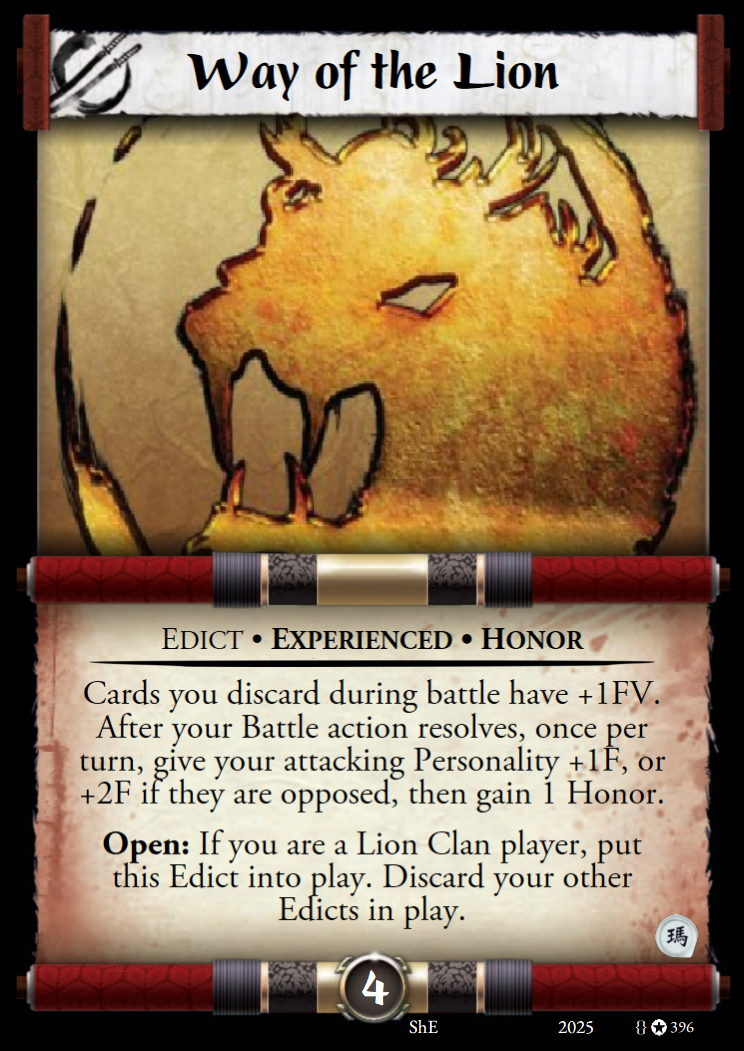 Way of the Lion
EDICT • EXPERIENCED • HONOR
Cards you discard during battle have +1FV.
After your Battle action resolves, once per
turn, give your attacking Personality +1F, or
+2F if they are opposed, then gain 1 Honor.
Open: If you are a Lion Clan player, put
this Edict into play. Discard your other
Edicts in play.
瑪
4
ShE 2025 {} ✪ 396